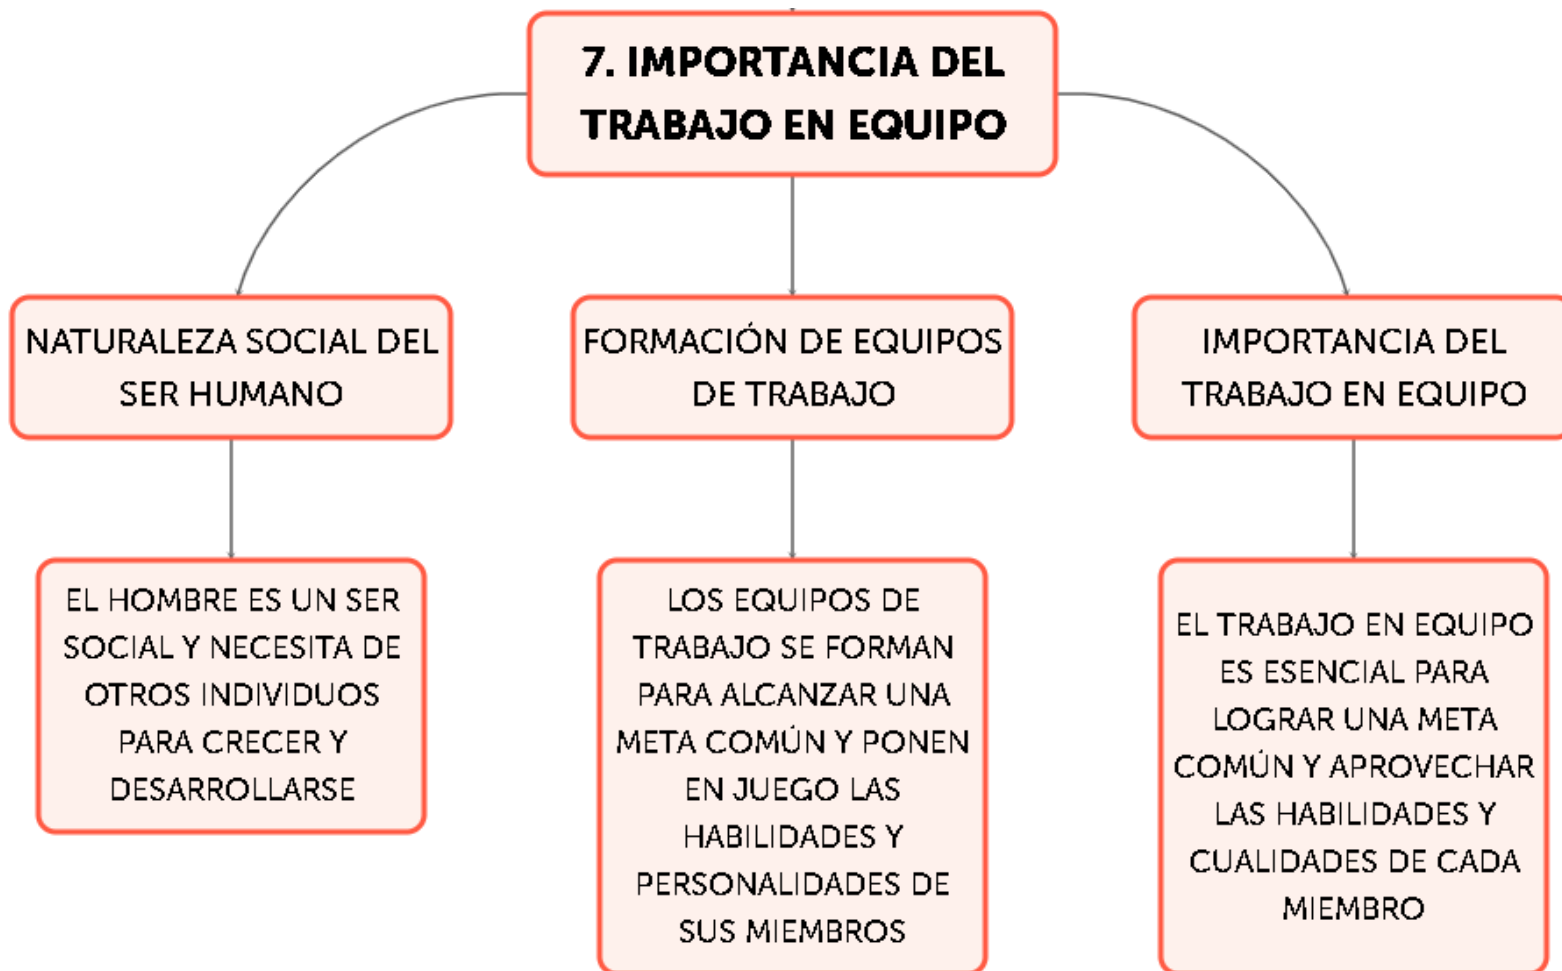 7. IMPORTANCIA DEL
TRABAJO EN EQUIPO
NATURALEZA SOCIAL DEL
SER HUMANO
EL HOMBRE ES UN SER
SOCIAL Y NECESITA DE
OTROS INDIVIDUOS
PARA CRECER Y
DESARROLLARSE
FORMACIÓN DE EQUIPOS
DE TRABAJO
LOS EQUIPOS DE
TRABAJO SE FORMAN
PARA ALCANZAR UNA
META COMÚN Y PONEN
EN JUEGO LAS
HABILIDADES Y
PERSONALIDADES DE
SUS MIEMBROS
IMPORTANCIA DEL
TRABAJO EN EQUIPO
EL TRABAJO EN EQUIPO
ES ESENCIAL PARA
LOGRAR UNA META
COMÚN Y APROVECHAR
LAS HABILIDADES Y
CUALIDADES DE CADA
MIEMBRO